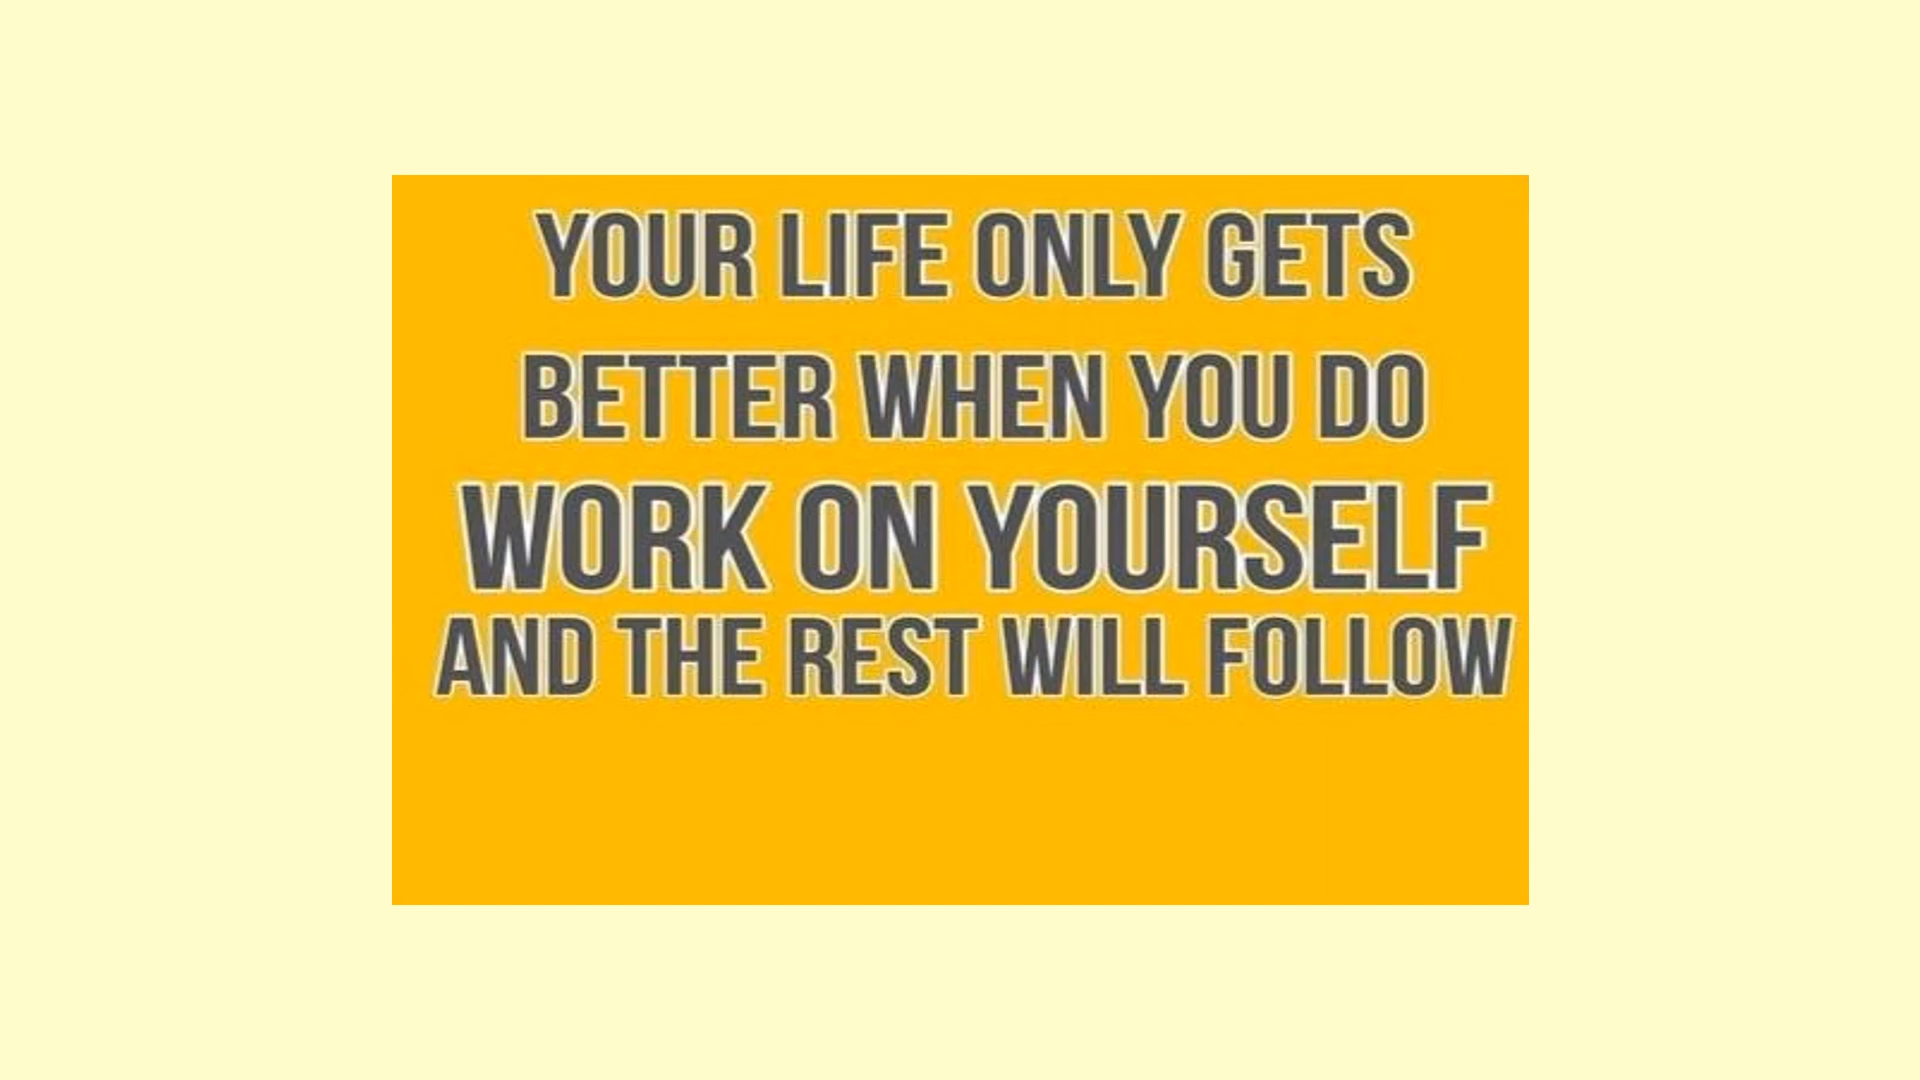 YOUR LIFE ONLY GETS
BETTER WHEN YOU DO
WORK ON YOURSELF
AND THE REST WILL FOLLOW